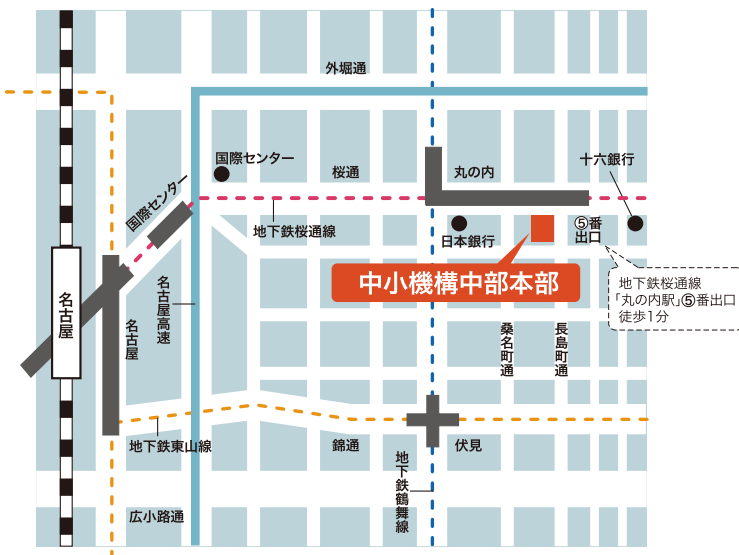 外堀通
国際センター
桜通
丸の内
十六銀行
国際センター
地下鉄桜通線
日本銀行
⑤番
出口
中小機構中部本部
地下鉄桜通線
「丸の内駅」⑤番出口
徒歩1分
名古屋
名古屋
名古屋高速
桑名町通
長島町通
地下鉄東山線
錦通
伏見
地下鉄鶴舞線
広小路通